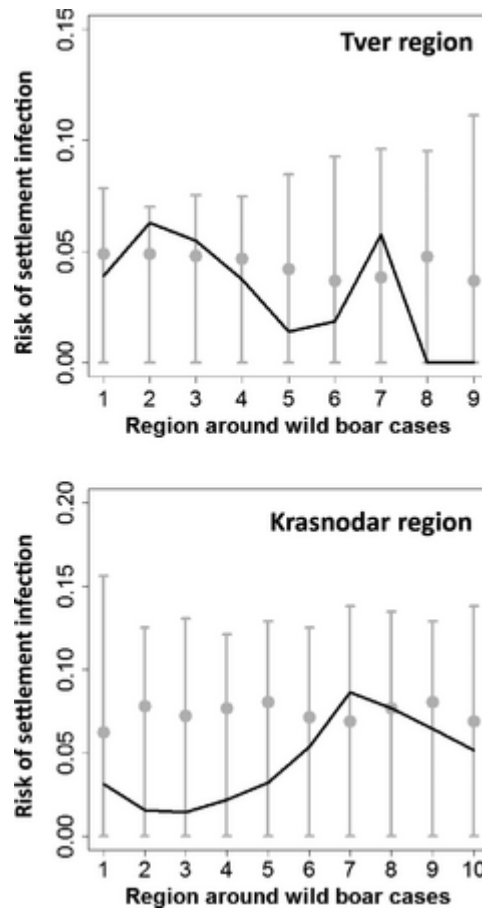 Tver region
Risk of settlement infection
0.15
0.10
0.05
0.00
1 2 3 4 5 6 7 8 9
Region around wild boar cases
Krasnodar region
Risk of settlement infection
0.20
0.15
0.10
0.05
0.00
1 2 3 4 5 6 7 8 9 10
Region around wild boar cases